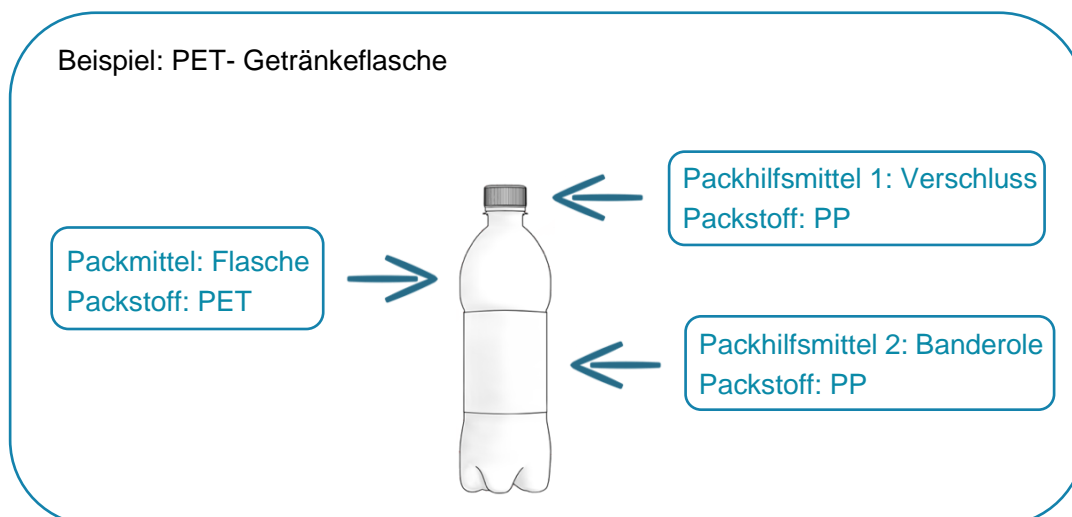 Beispiel: PET- Getränkeflasche
Packhilfsmittel 1: Verschluss
Packstoff: PP
Packmittel: Flasche
Packstoff: PET
Packhilfsmittel 2: Banderole
Packstoff: PP